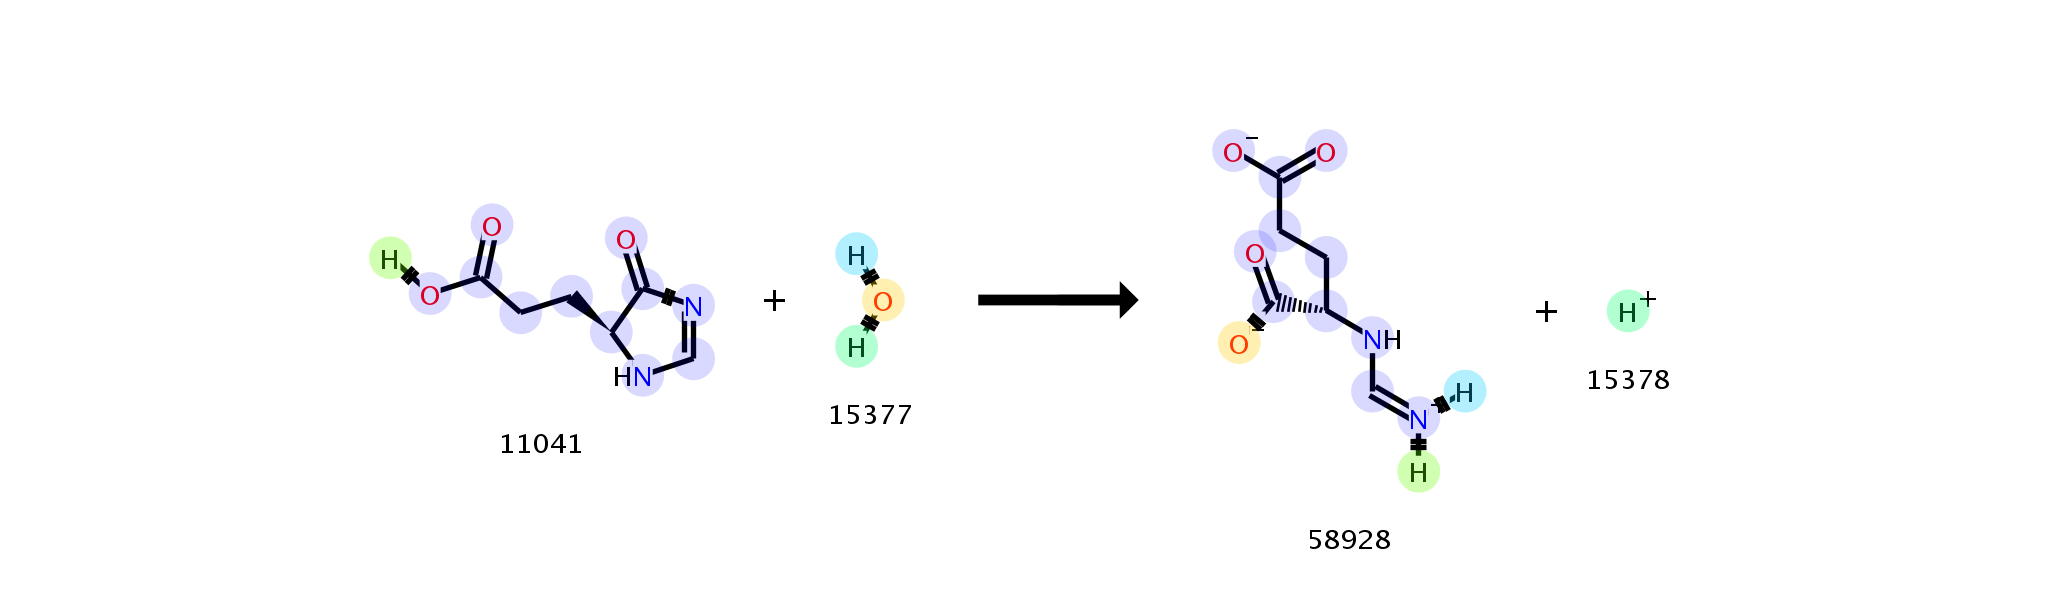 O O
H O
HN N
11041
+
H
O
H
15377
O− O
O
O−
NH
N+ H
H
58928
+
H+
15378